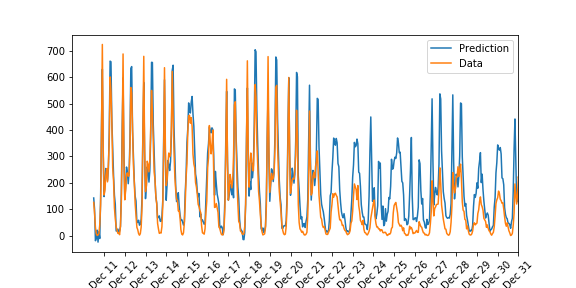 Prediction
Data
700
600
500
400
300
200
100
0
Dec 11
Dec 12
Dec 13
Dec 14
Dec 15
Dec 16
Dec 17
Dec 18
Dec 19
Dec 20
Dec 21
Dec 22
Dec 23
Dec 24
Dec 25
Dec 26
Dec 27
Dec 28
Dec 29
Dec 30
Dec 31